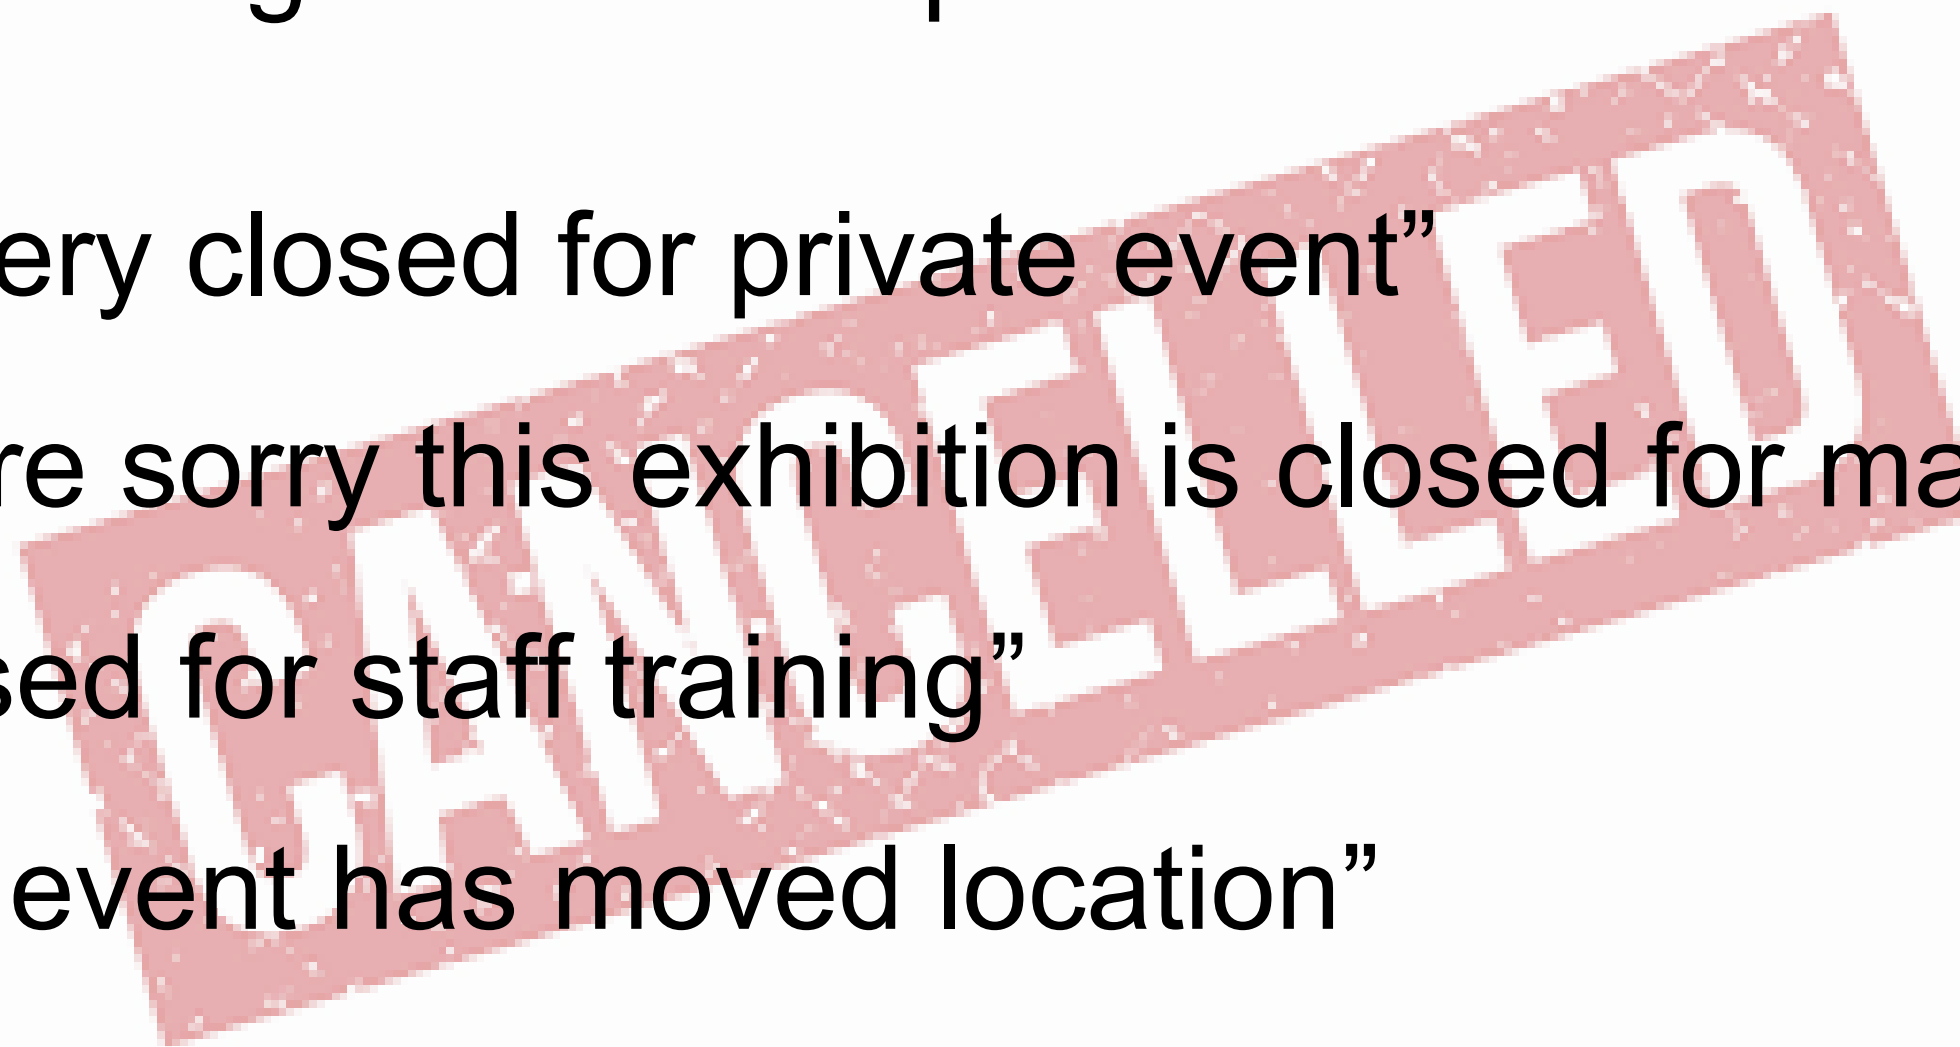 ery closed for private event”
re sorry this exhibition is closed for ma
sed for staff training”
event has moved location”
CANCELLED